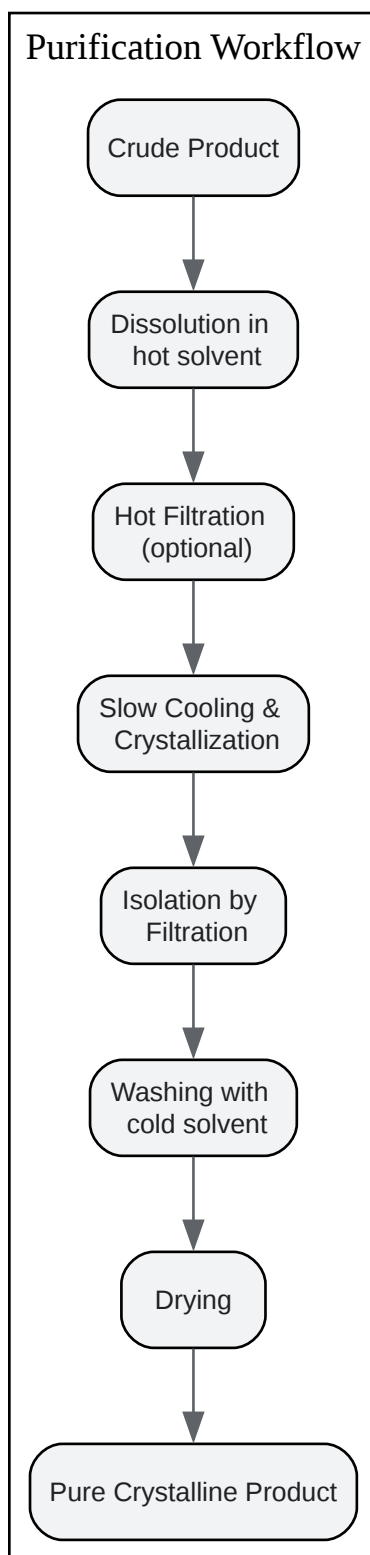 Purification Workflow
Crude Product
Dissolution in
hot solvent
Hot Filtration
(optional)
Slow Cooling &
Crystallization
Isolation by
Filtration
Washing with
cold solvent
Drying
Pure Crystalline Product